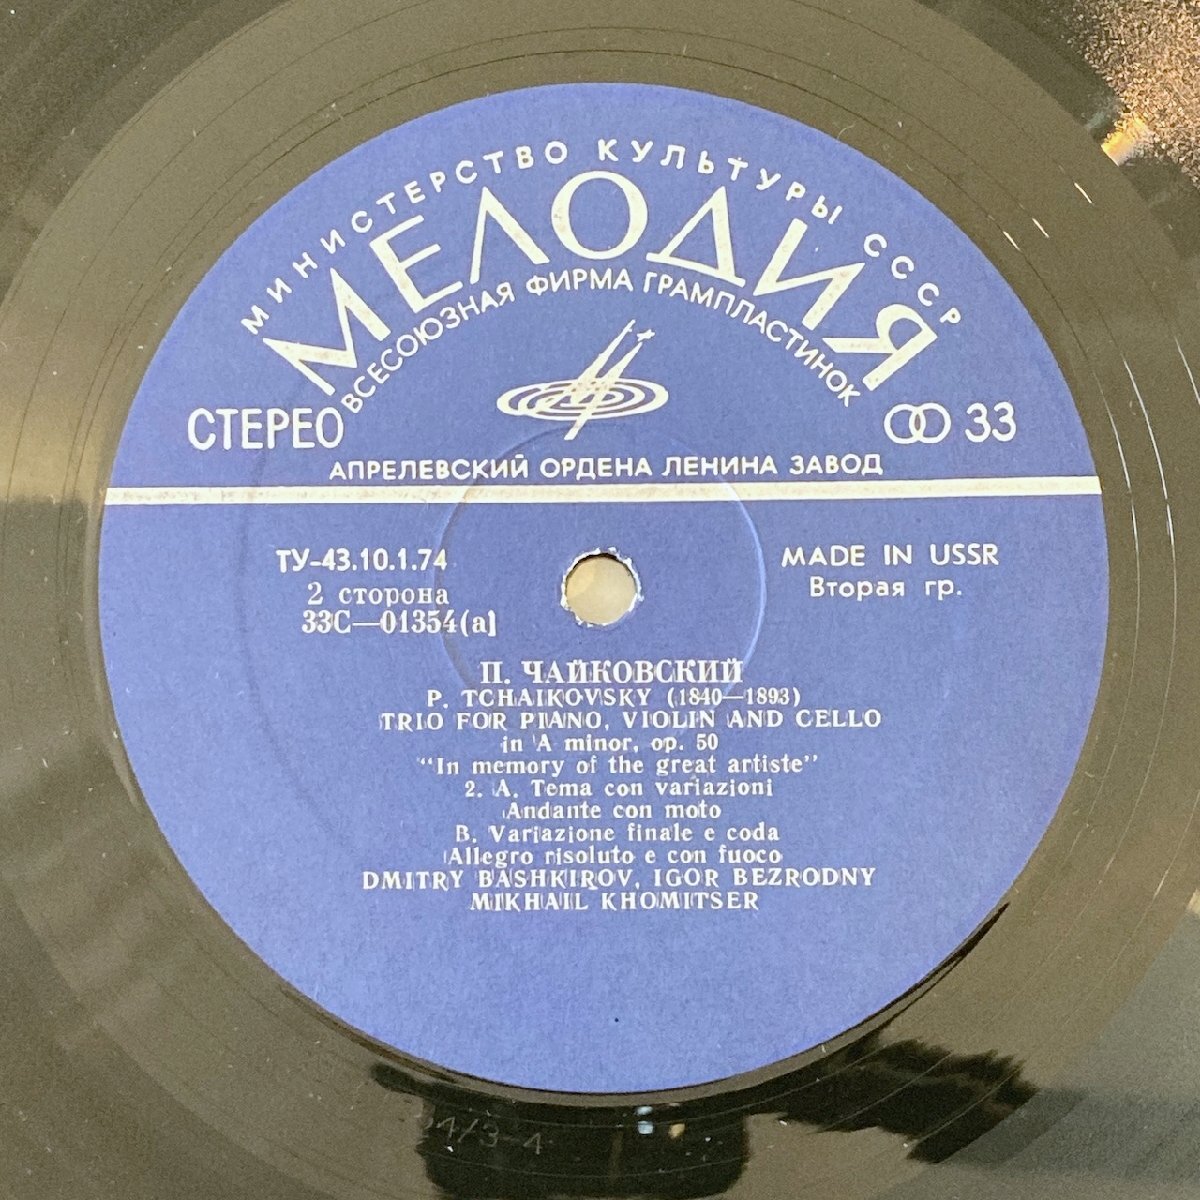 МИНИСТЕРСТВО КУЛЬТУРЫ СССР
МЕЛОДИЯ
ВСЕСОЮЗНАЯ ФИРМА ГРАМПЛАСТИНОК
СТЕРЕО
33
АПРЕЛЕВСКИЙ ОРДЕНА ЛЕНИНА ЗАВОД
ТУ-43.10.1.74
MADE IN USSR
2 сторона
Вторая гр.
33С—01354(а)
П. ЧАЙКОВСКИЙ
P. TCHAIKOVSKY (1840—1893)
TRIO FOR PIANO, VIOLIN AND CELLO
in A minor, op. 50
"In memory of the great artiste"
2. A. Tema con variazioni
Andante con moto
B. Variazione finale e coda
Allegro risoluto e con fuoco
DMITRY BASHKIROV, IGOR BEZRODNY
MIKHAIL KHOMITSER